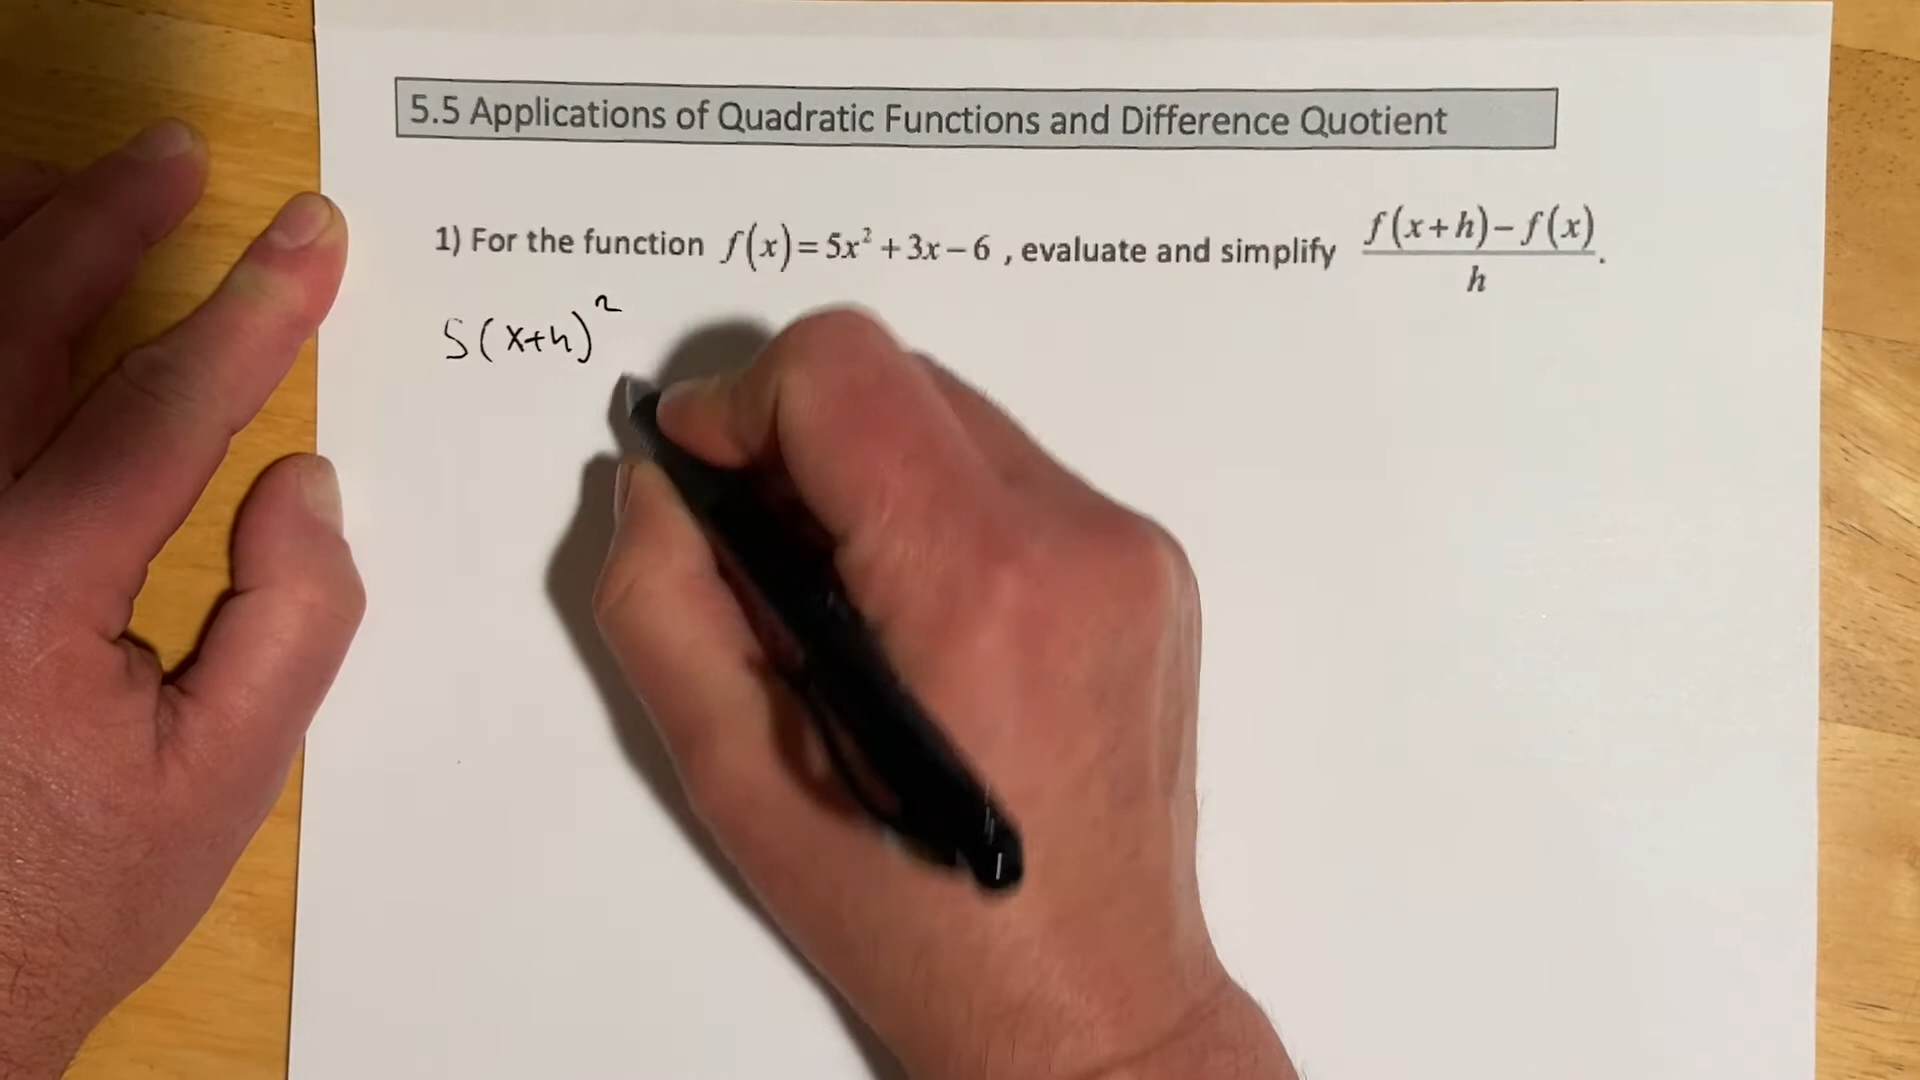 5.5 Applications of Quadratic Functions and Difference Quotient
1) For the function f(x)=5x²+3x−6 , evaluate and simplify f(x+h)−f(x) / h .
5(x+h)²